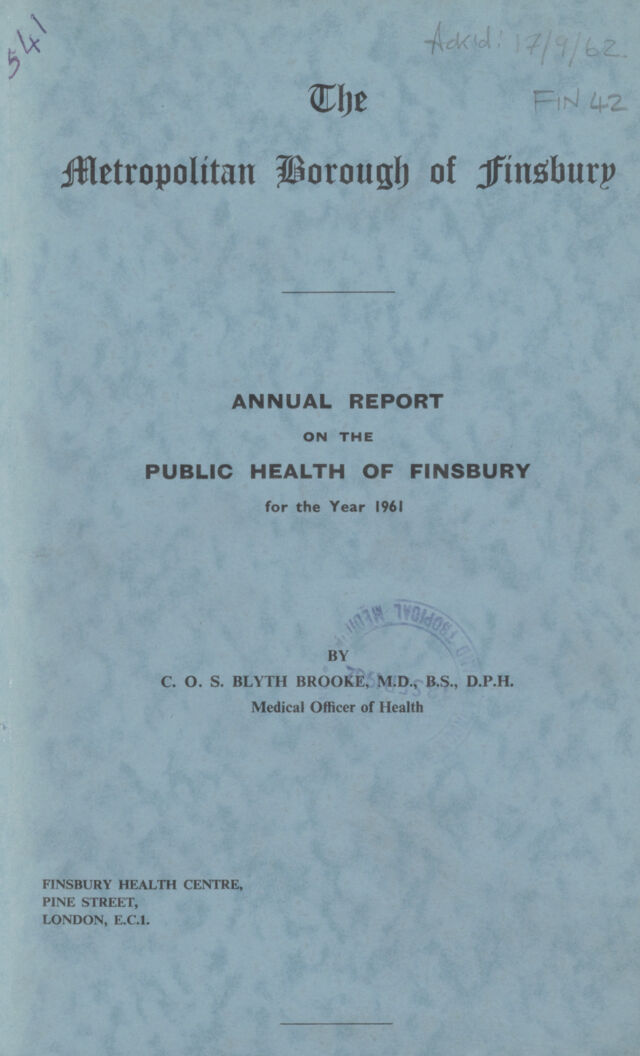 541
Ackd: 17/9/62.
FIN 42
The
Metropolitan Borough of Finsbury
ANNUAL REPORT
ON THE
PUBLIC HEALTH OF FINSBURY
for the Year 1961
TROPICAL
BY
C. O. S. BLYTH BROOKE, M.D., B.S., D.P.H.
Medical Officer of Health
FINSBURY HEALTH CENTRE,
PINE STREET,
LONDON, E.C.1.